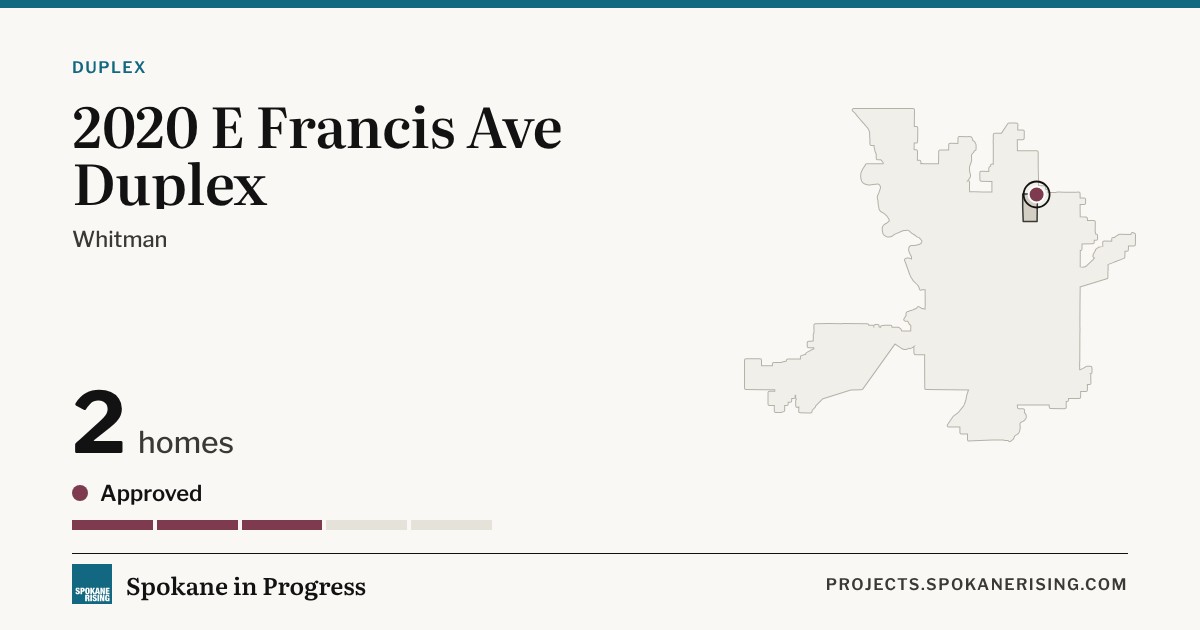 DUPLEX
2020 E Francis Ave
Duplex
Whitman
2 homes
Approved
SPOKANE
RISING
Spokane in Progress
PROJECTS.SPOKANERISING.COM